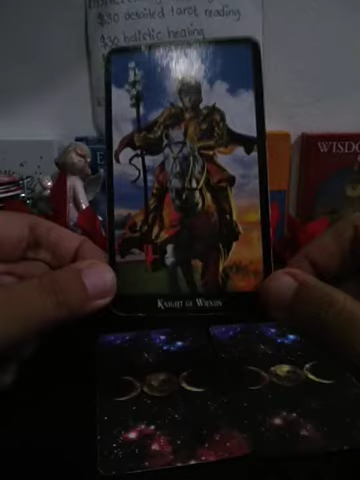 $30 detailed tarot reading
$30 holistic healing
WISDO
KNIGHT OF WANDS